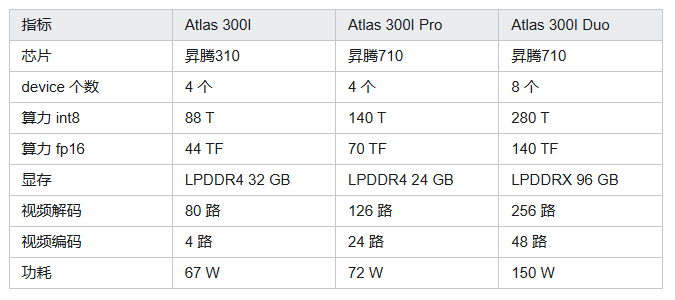 指标 Atlas 300I Atlas 300I Pro Atlas 300I Duo
芯片 昇腾310 昇腾710 昇腾710
device 个数 4 个 4 个 8 个
算力 int8 88 T 140 T 280 T
算力 fp16 44 TF 70 TF 140 TF
显存 LPDDR4 32 GB LPDDR4 24 GB LPDDRX 96 GB
视频解码 80 路 126 路 256 路
视频编码 4 路 24 路 48 路
功耗 67 W 72 W 150 W